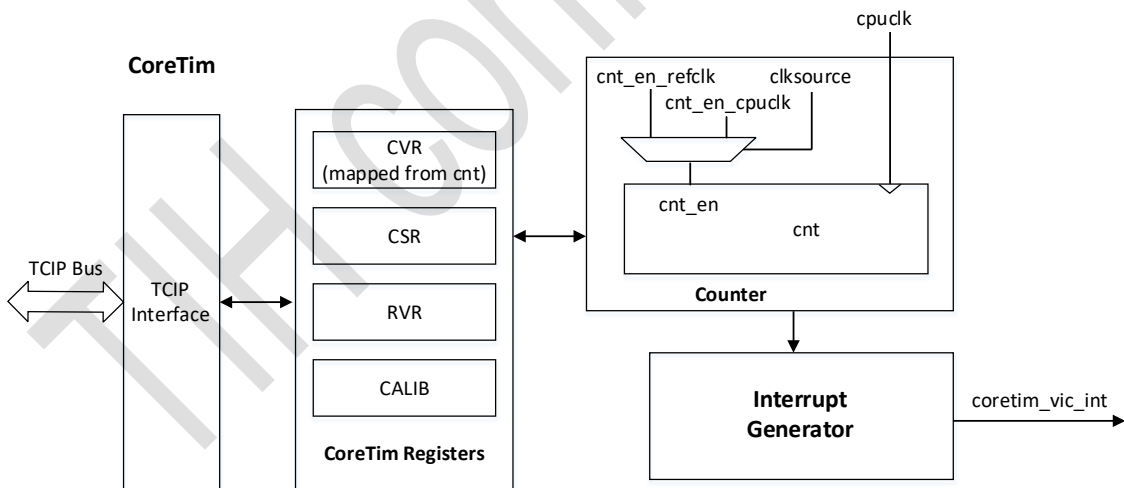 cpuclk
CoreTim
cnt_en_refclk
clksource
cnt_en_cpuclk
CVR
(mapped from cnt)
cnt_en
CSR
cnt
TCIP Bus
TCIP
Interface
RVR
Counter
CALIB
Interrupt
Generator
coretim_vic_int
CoreTim Registers
TIH